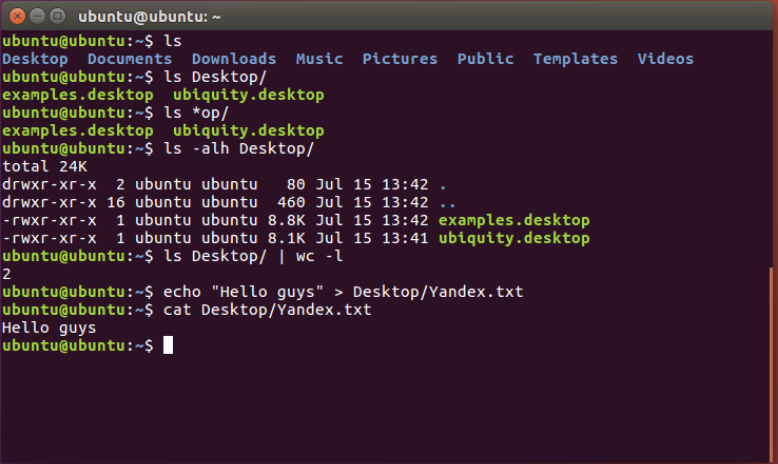 ubuntu@ubuntu: ~
ubuntu@ubuntu:~$ ls
Desktop  Documents  Downloads  Music  Pictures  Public  Templates  Videos
ubuntu@ubuntu:~$ ls Desktop/
examples.desktop  ubiquity.desktop
ubuntu@ubuntu:~$ ls *op/
examples.desktop  ubiquity.desktop
ubuntu@ubuntu:~$ ls -alh Desktop/
total 24K
drwxr-xr-x  2 ubuntu ubuntu   80 Jul 15 13:42 .
drwxr-xr-x 16 ubuntu ubuntu  460 Jul 15 13:42 ..
-rwxr-xr-x  1 ubuntu ubuntu 8.8K Jul 15 13:42 examples.desktop
-rwxr-xr-x  1 ubuntu ubuntu 8.1K Jul 15 13:41 ubiquity.desktop
ubuntu@ubuntu:~$ ls Desktop/ | wc -l
2
ubuntu@ubuntu:~$ echo "Hello guys" > Desktop/Yandex.txt
ubuntu@ubuntu:~$ cat Desktop/Yandex.txt
Hello guys
ubuntu@ubuntu:~$